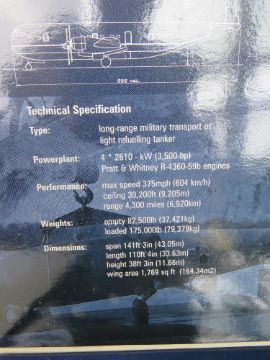 Technical Specification
Type: long-range military transport or
light refuelling tanker
Powerplant: 4 * 2610 - kW (3,500 hp)
Pratt & Whitney R-4360-59b engines
Performance: max speed 375mph (604 km/h)
ceiling 30,200ft (9,205m)
range 4,300 miles (6,920km)
Weights: empty 82,500lb (37,421kg)
loaded 175,000lb (79,379kg)
Dimensions: span 141ft 3in (43.05m)
length 110ft 4in (33.63m)
height 38ft 3in (11.66m)
wing area 1,769 sq ft (164.34m2)